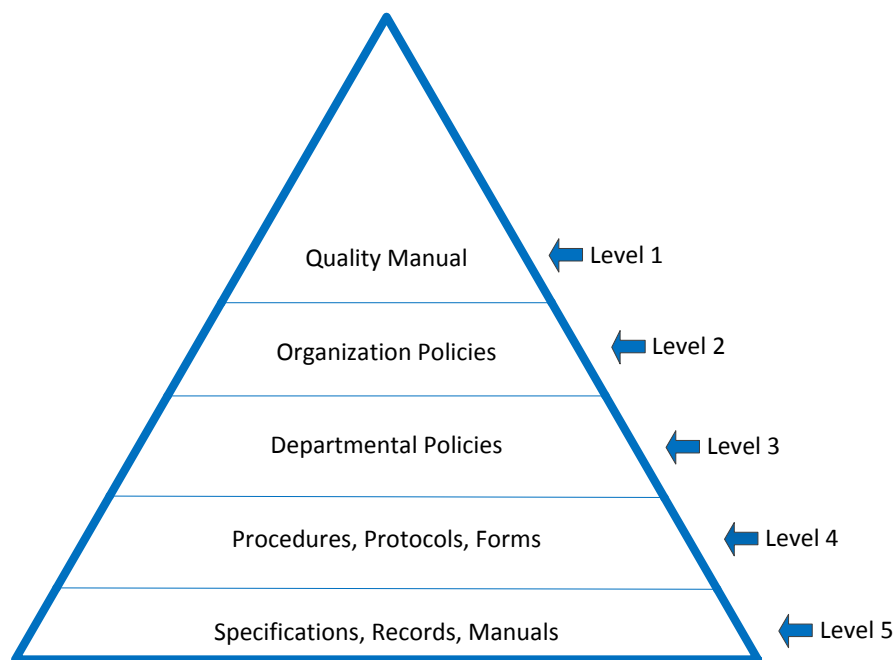 Quality Manual
Level 1
Organization Policies
Level 2
Departmental Policies
Level 3
Procedures, Protocols, Forms
Level 4
Specifications, Records, Manuals
Level 5